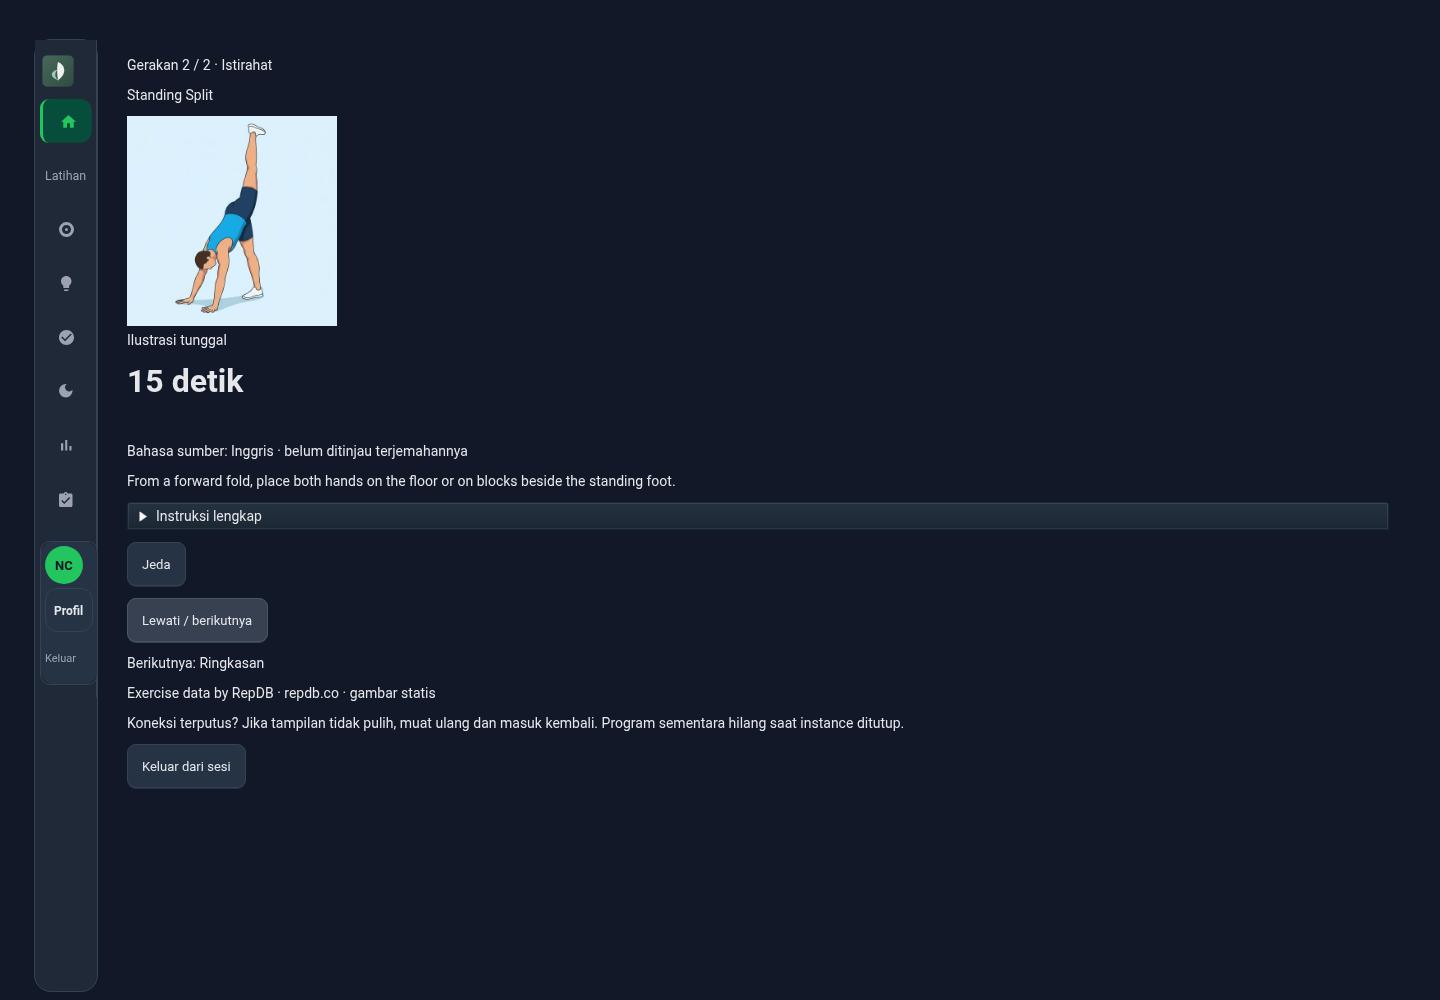 Latihan
NC
Profil
Keluar
Gerakan 2 / 2 · Istirahat
Standing Split
Ilustrasi tunggal
15 detik
Bahasa sumber: Inggris · belum ditinjau terjemahannya
From a forward fold, place both hands on the floor or on blocks beside the standing foot.
Instruksi lengkap
Jeda
Lewati / berikutnya
Berikutnya: Ringkasan
Exercise data by RepDB · repdb.co · gambar statis
Koneksi terputus? Jika tampilan tidak pulih, muat ulang dan masuk kembali. Program sementara hilang saat instance ditutup.
Keluar dari sesi